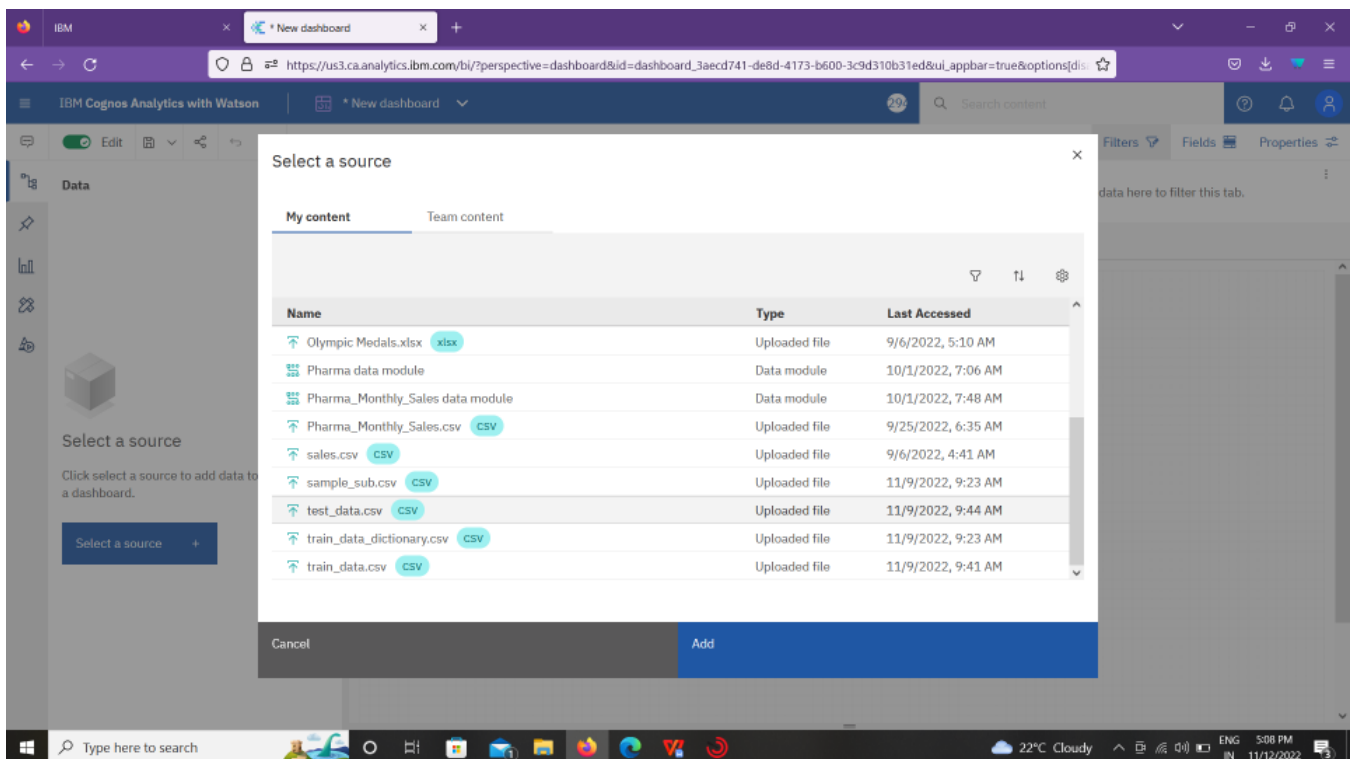 IBM
* New dashboard
https://us3.ca.analytics.ibm.com/bi/?perspective=dashboard&id=dashboard_3aecd741-de8d-4173-b600-3c9d310b31ed&ui_appbar=true&options[dis
IBM Cognos Analytics with Watson
* New dashboard
Search content
Edit
Filters
Fields
Properties
Select a source
Data
data here to filter this tab.
My content
Team content
Name
Type
Last Accessed
Olympic Medals.xlsx xlsx Uploaded file 9/6/2022, 5:10 AM
Pharma data module Data module 10/1/2022, 7:06 AM
Pharma_Monthly_Sales data module Data module 10/1/2022, 7:48 AM
Pharma_Monthly_Sales.csv CSV Uploaded file 9/25/2022, 6:35 AM
sales.csv CSV Uploaded file 9/6/2022, 4:41 AM
sample_sub.csv CSV Uploaded file 11/9/2022, 9:23 AM
test_data.csv CSV Uploaded file 11/9/2022, 9:44 AM
train_data_dictionary.csv CSV Uploaded file 11/9/2022, 9:23 AM
train_data.csv CSV Uploaded file 11/9/2022, 9:41 AM
Select a source
Click select a source to add data to
a dashboard.
Select a source +
Cancel
Add
Type here to search
22°C Cloudy
ENG
IN
5:08 PM
11/12/2022